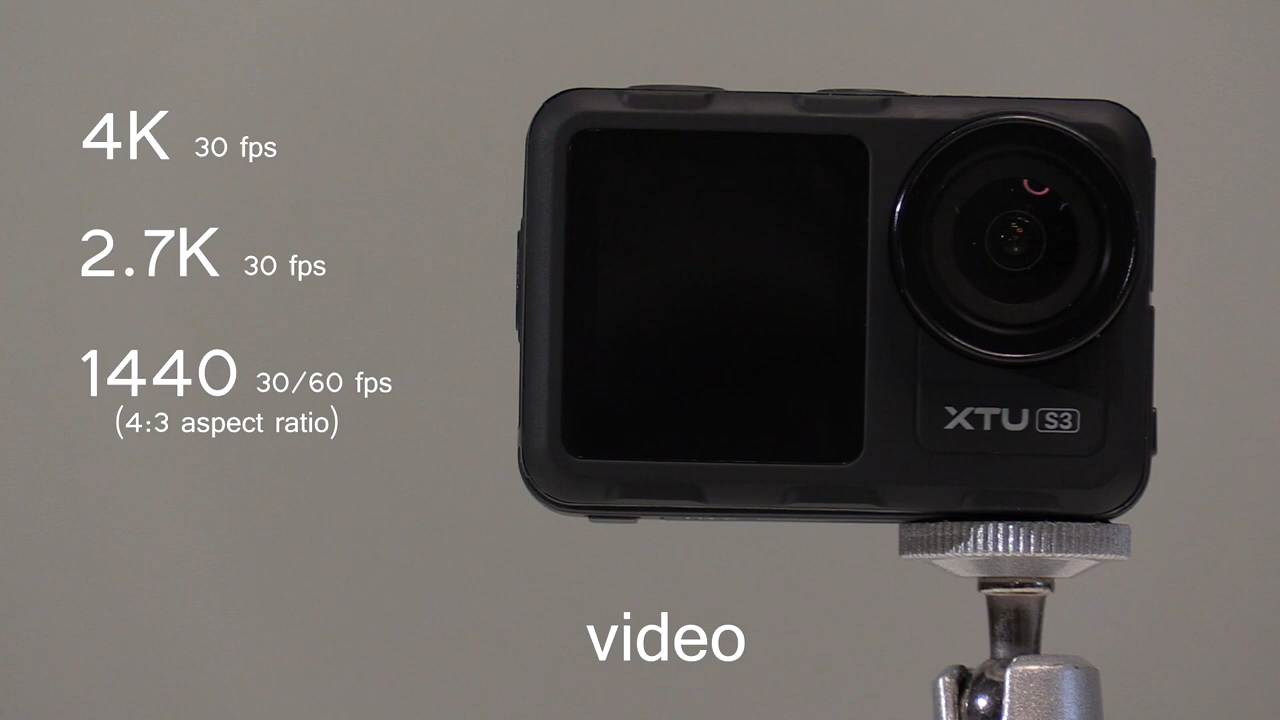 4K 30 fps
2.7K 30 fps
1440 30/60 fps
(4:3 aspect ratio)
XTU S3
video